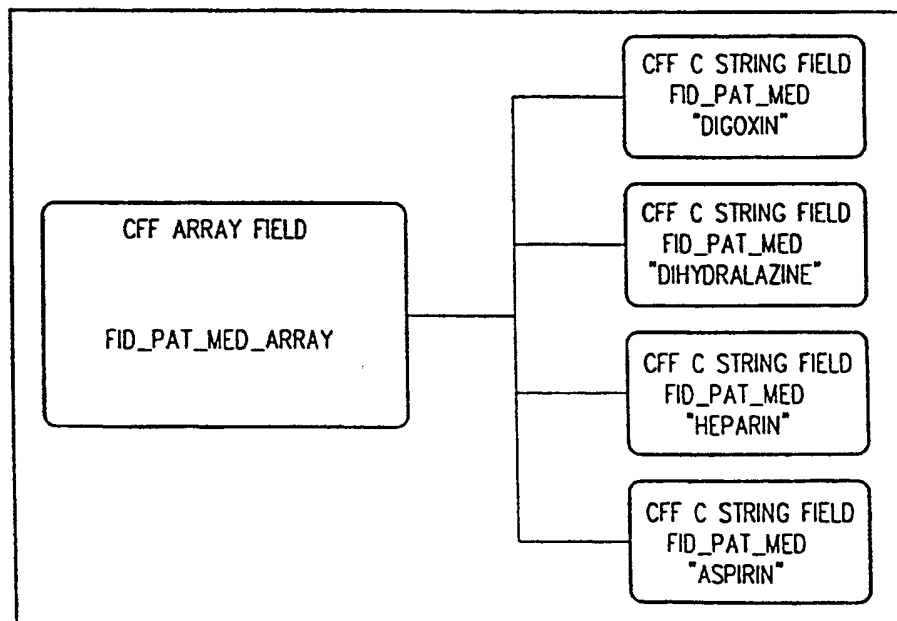 CFF ARRAY FIELD
FID_PAT_MED_ARRAY
CFF C STRING FIELD
FID_PAT_MED
"DIGOXIN"
CFF C STRING FIELD
FID_PAT_MED
"DIHYDRALAZINE"
CFF C STRING FIELD
FID_PAT_MED
"HEPARIN"
CFF C STRING FIELD
FID_PAT_MED
"ASPIRIN"